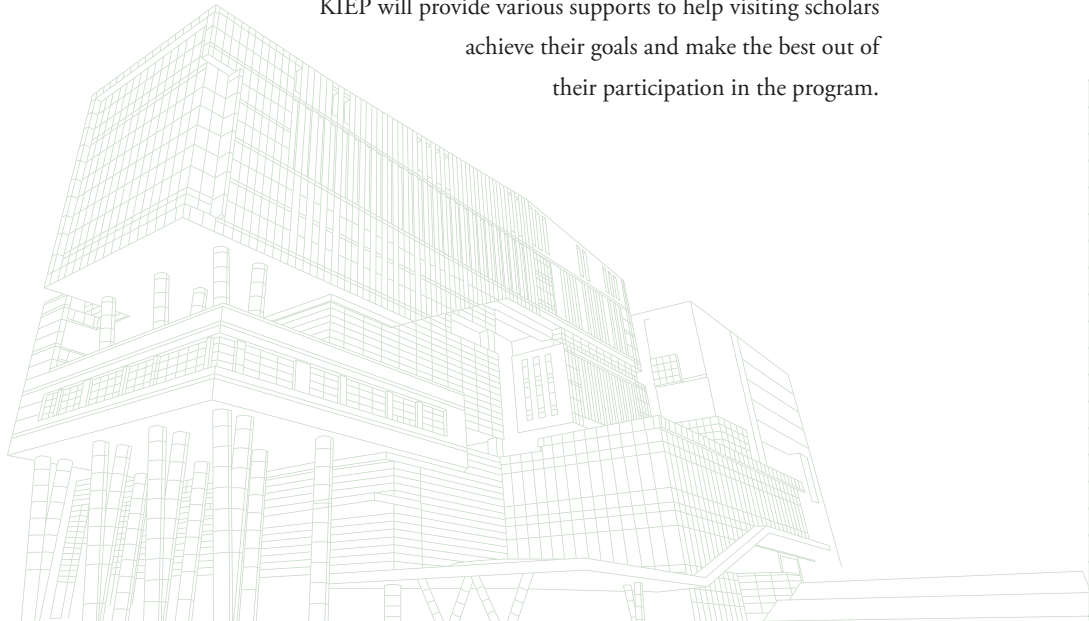 KIEP will provide various supports to help visiting scholars
achieve their goals and make the best out of
their participation in the program.